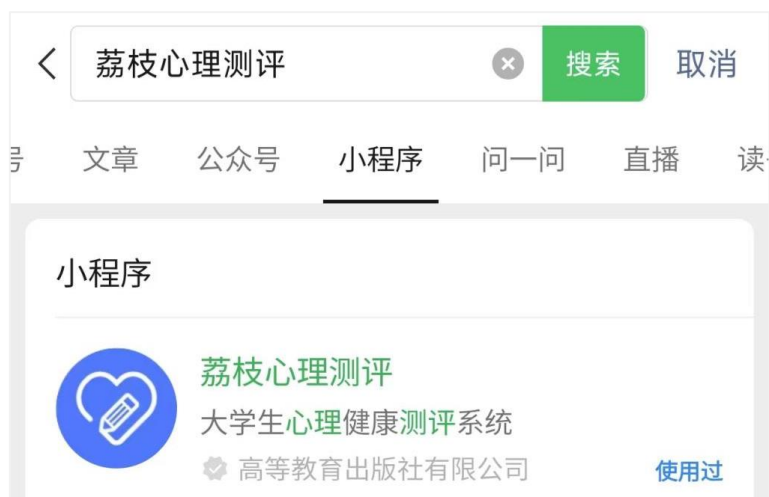 荔枝心理测评 搜索 取消
号 文章 公众号 小程序 问一问 直播 读
小程序
荔枝心理测评
大学生心理健康测评系统
高等教育出版社有限公司 使用过